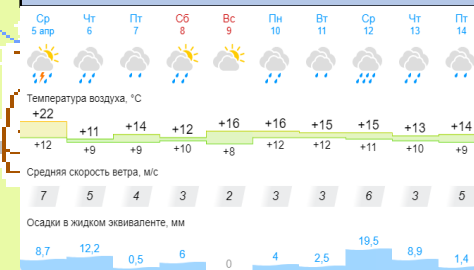 Ср Чт Пт Сб Вс Пн Вт Ср Чт Пт
5 апр 6 7 8 9 10 11 12 13 14
Температура воздуха, °C
+22 +11 +14 +12 +16 +16 +15 +15 +13 +14
+12 +9 +9 +10 +8 +12 +12 +11 +10 +9
Средняя скорость ветра, м/с
7 5 4 3 2 3 3 6 3 5
Осадки в жидком эквиваленте, мм
8,7 12,2 0,5 6 0 4 2,5 19,5 8,9 1,4